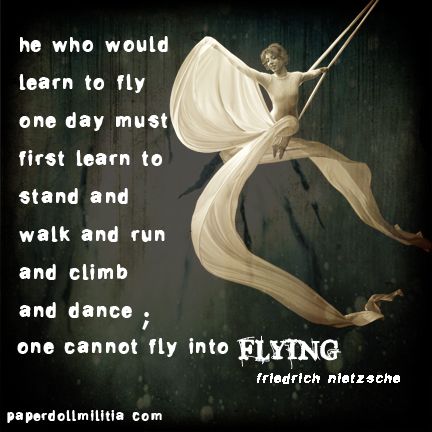 he who would
learn to fly
one day must
first learn to
stand and
walk and run
and climb
and dance ;
one cannot fly into FLYING
friedrich nietzsche
paperdollmilitia com